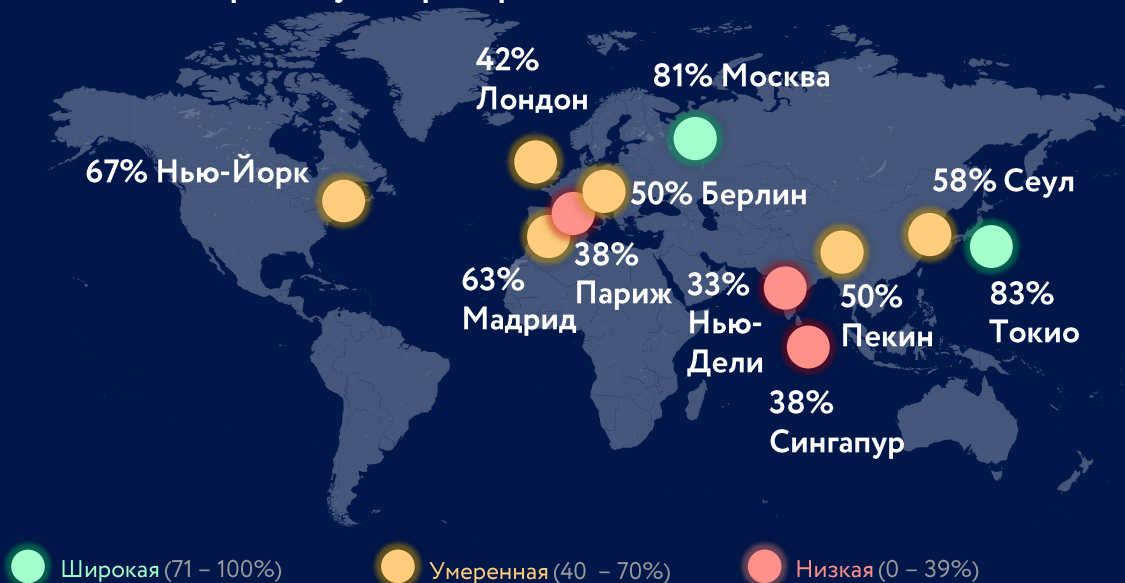 42%
Лондон
81% Москва
67% Нью-Йорк
58% Сеул
50% Берлин
38%
Париж
63%
Мадрид
33%
Нью-
Дели
50%
Пекин
83%
Токио
38%
Сингапур
Широкая (71 – 100%)
Умеренная (40 – 70%)
Низкая (0 – 39%)